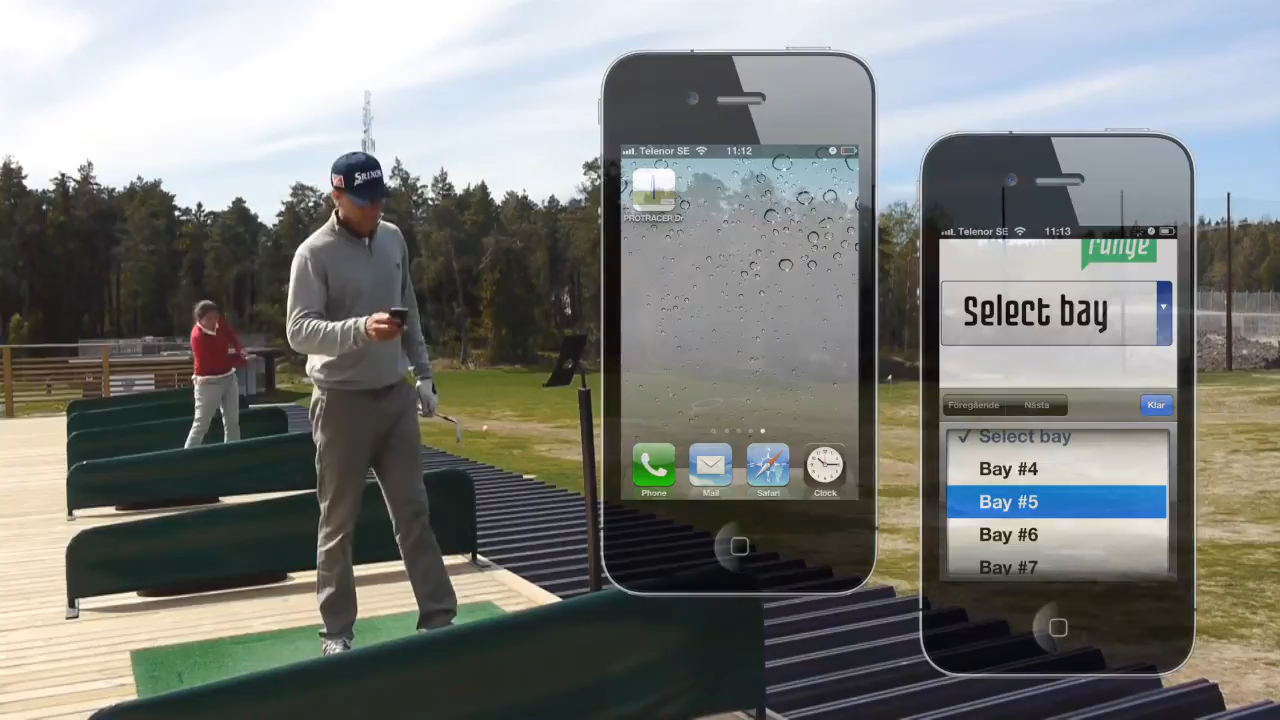 SRIXON
Telenor SE 11:12
PROTRACER DR
Phone Mail Safari Clock
Telenor SE 11:13
range
Select bay
Föregående Nästa Klar
✓ Select bay
Bay #4
Bay #5
Bay #6
Bay #7